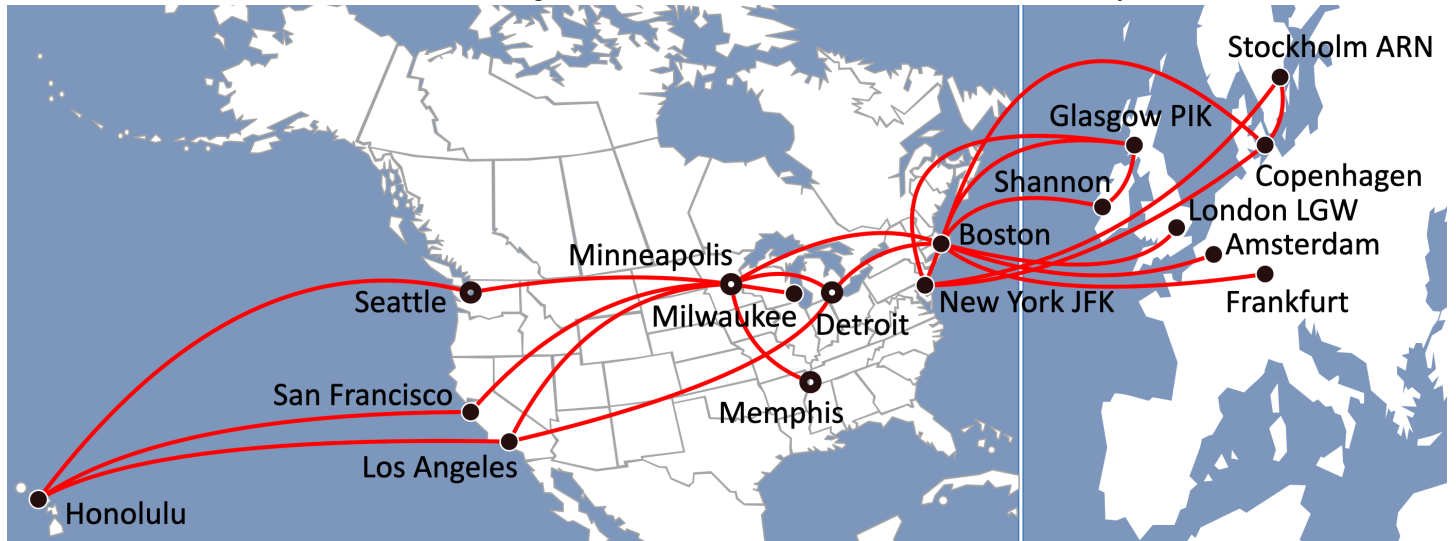 Stockholm ARN
Glasgow PIK
Copenhagen
Shannon
London LGW
Boston
Amsterdam
Minneapolis
Seattle
New York JFK
Frankfurt
Milwaukee
Detroit
San Francisco
Memphis
Los Angeles
Honolulu